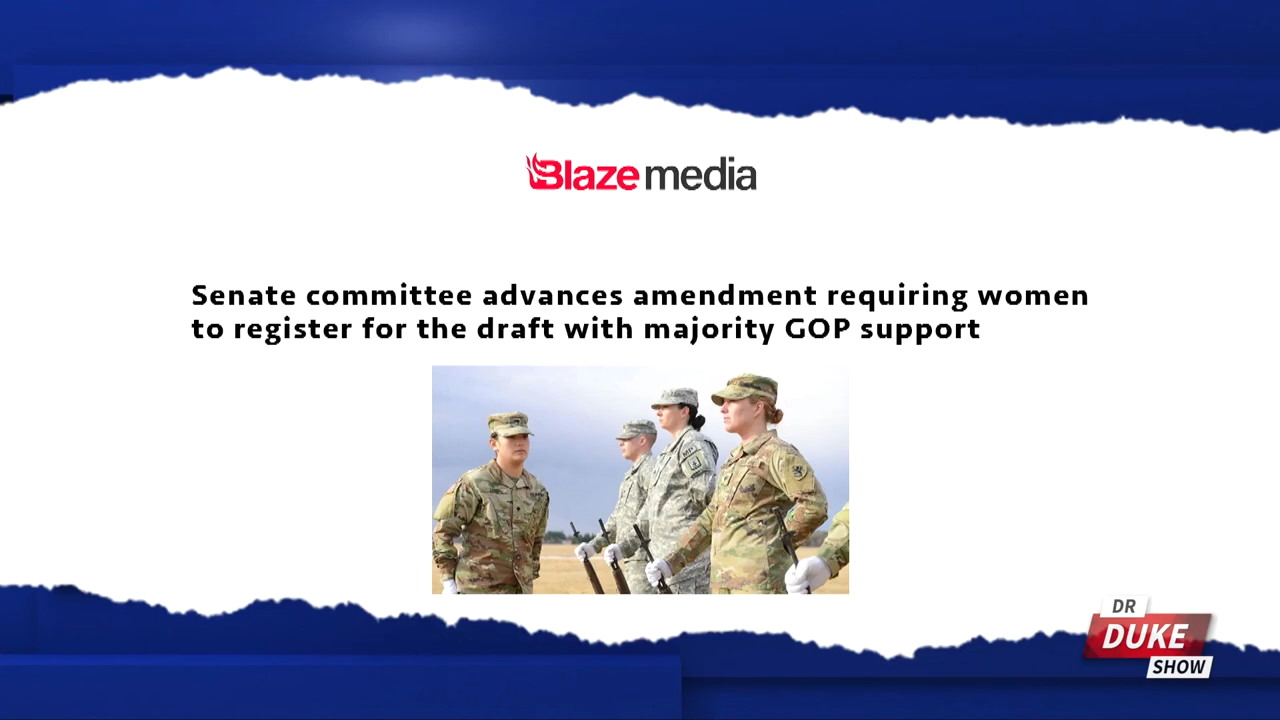 Blaze media
Senate committee advances amendment requiring women
to register for the draft with majority GOP support
DR
DUKE
SHOW